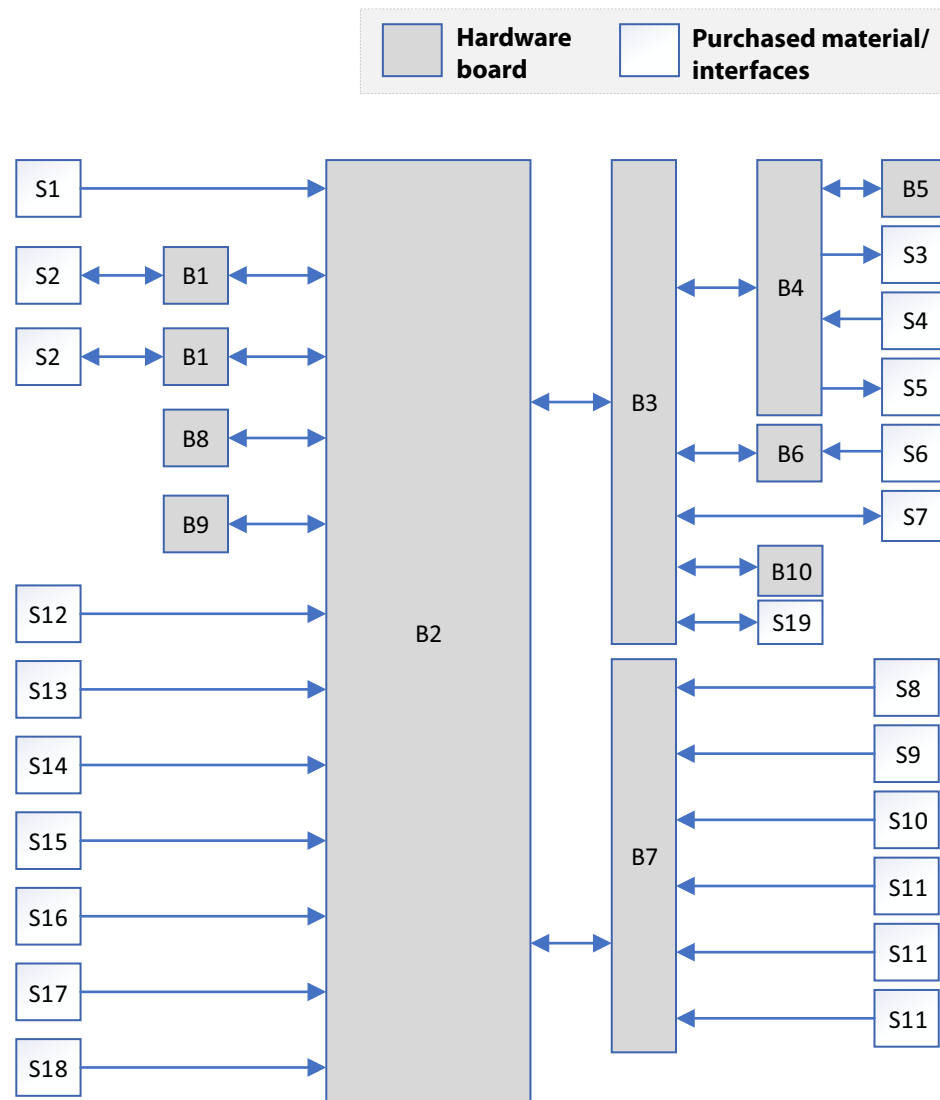 Hardware
board
Purchased material/
interfaces
S1
S2
B1
S2
B1
B8
B9
S12
S13
S14
S15
S16
S17
S18
B2
B3
B4
B5
S3
S4
S5
B6
S6
S7
B10
S19
B7
S8
S9
S10
S11
S11
S11